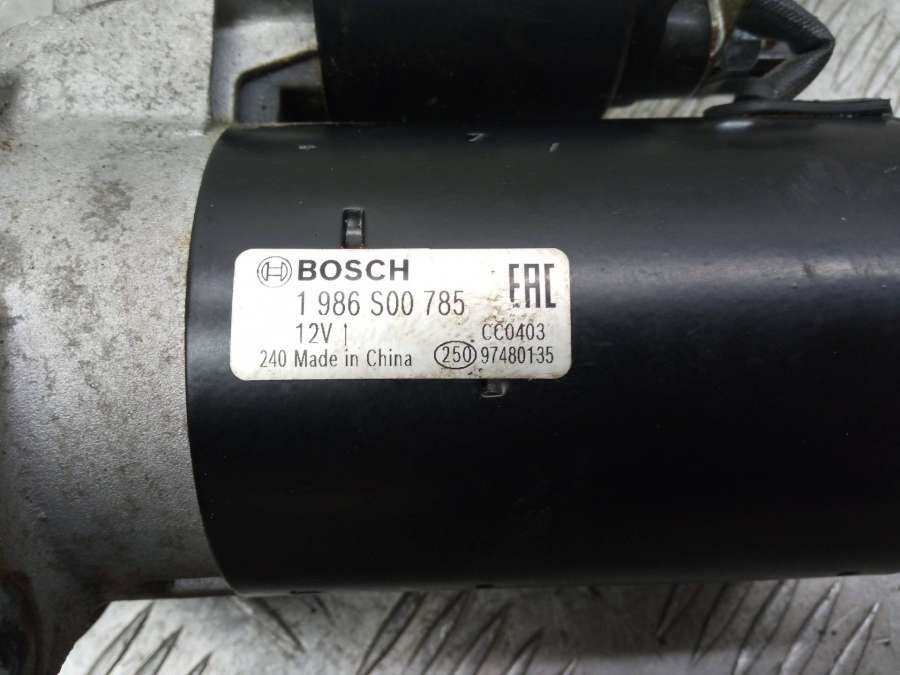 BOSCH
1 986 S00 785 EAC
12V | CC0403
240 Made in China 250 97480135